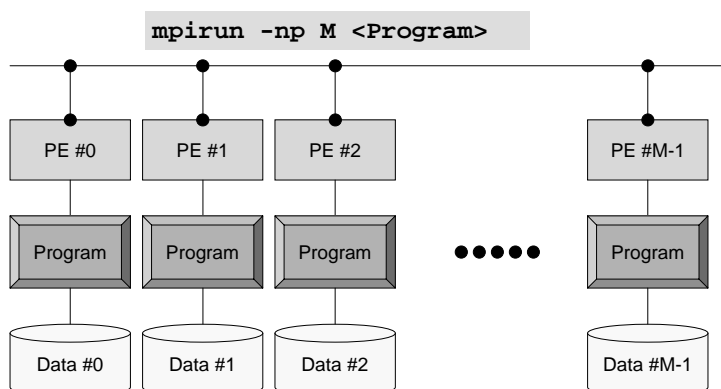 mpirun -np M <Program>
PE #0 PE #1 PE #2 PE #M-1
Program Program Program Program
Data #0 Data #1 Data #2 Data #M-1